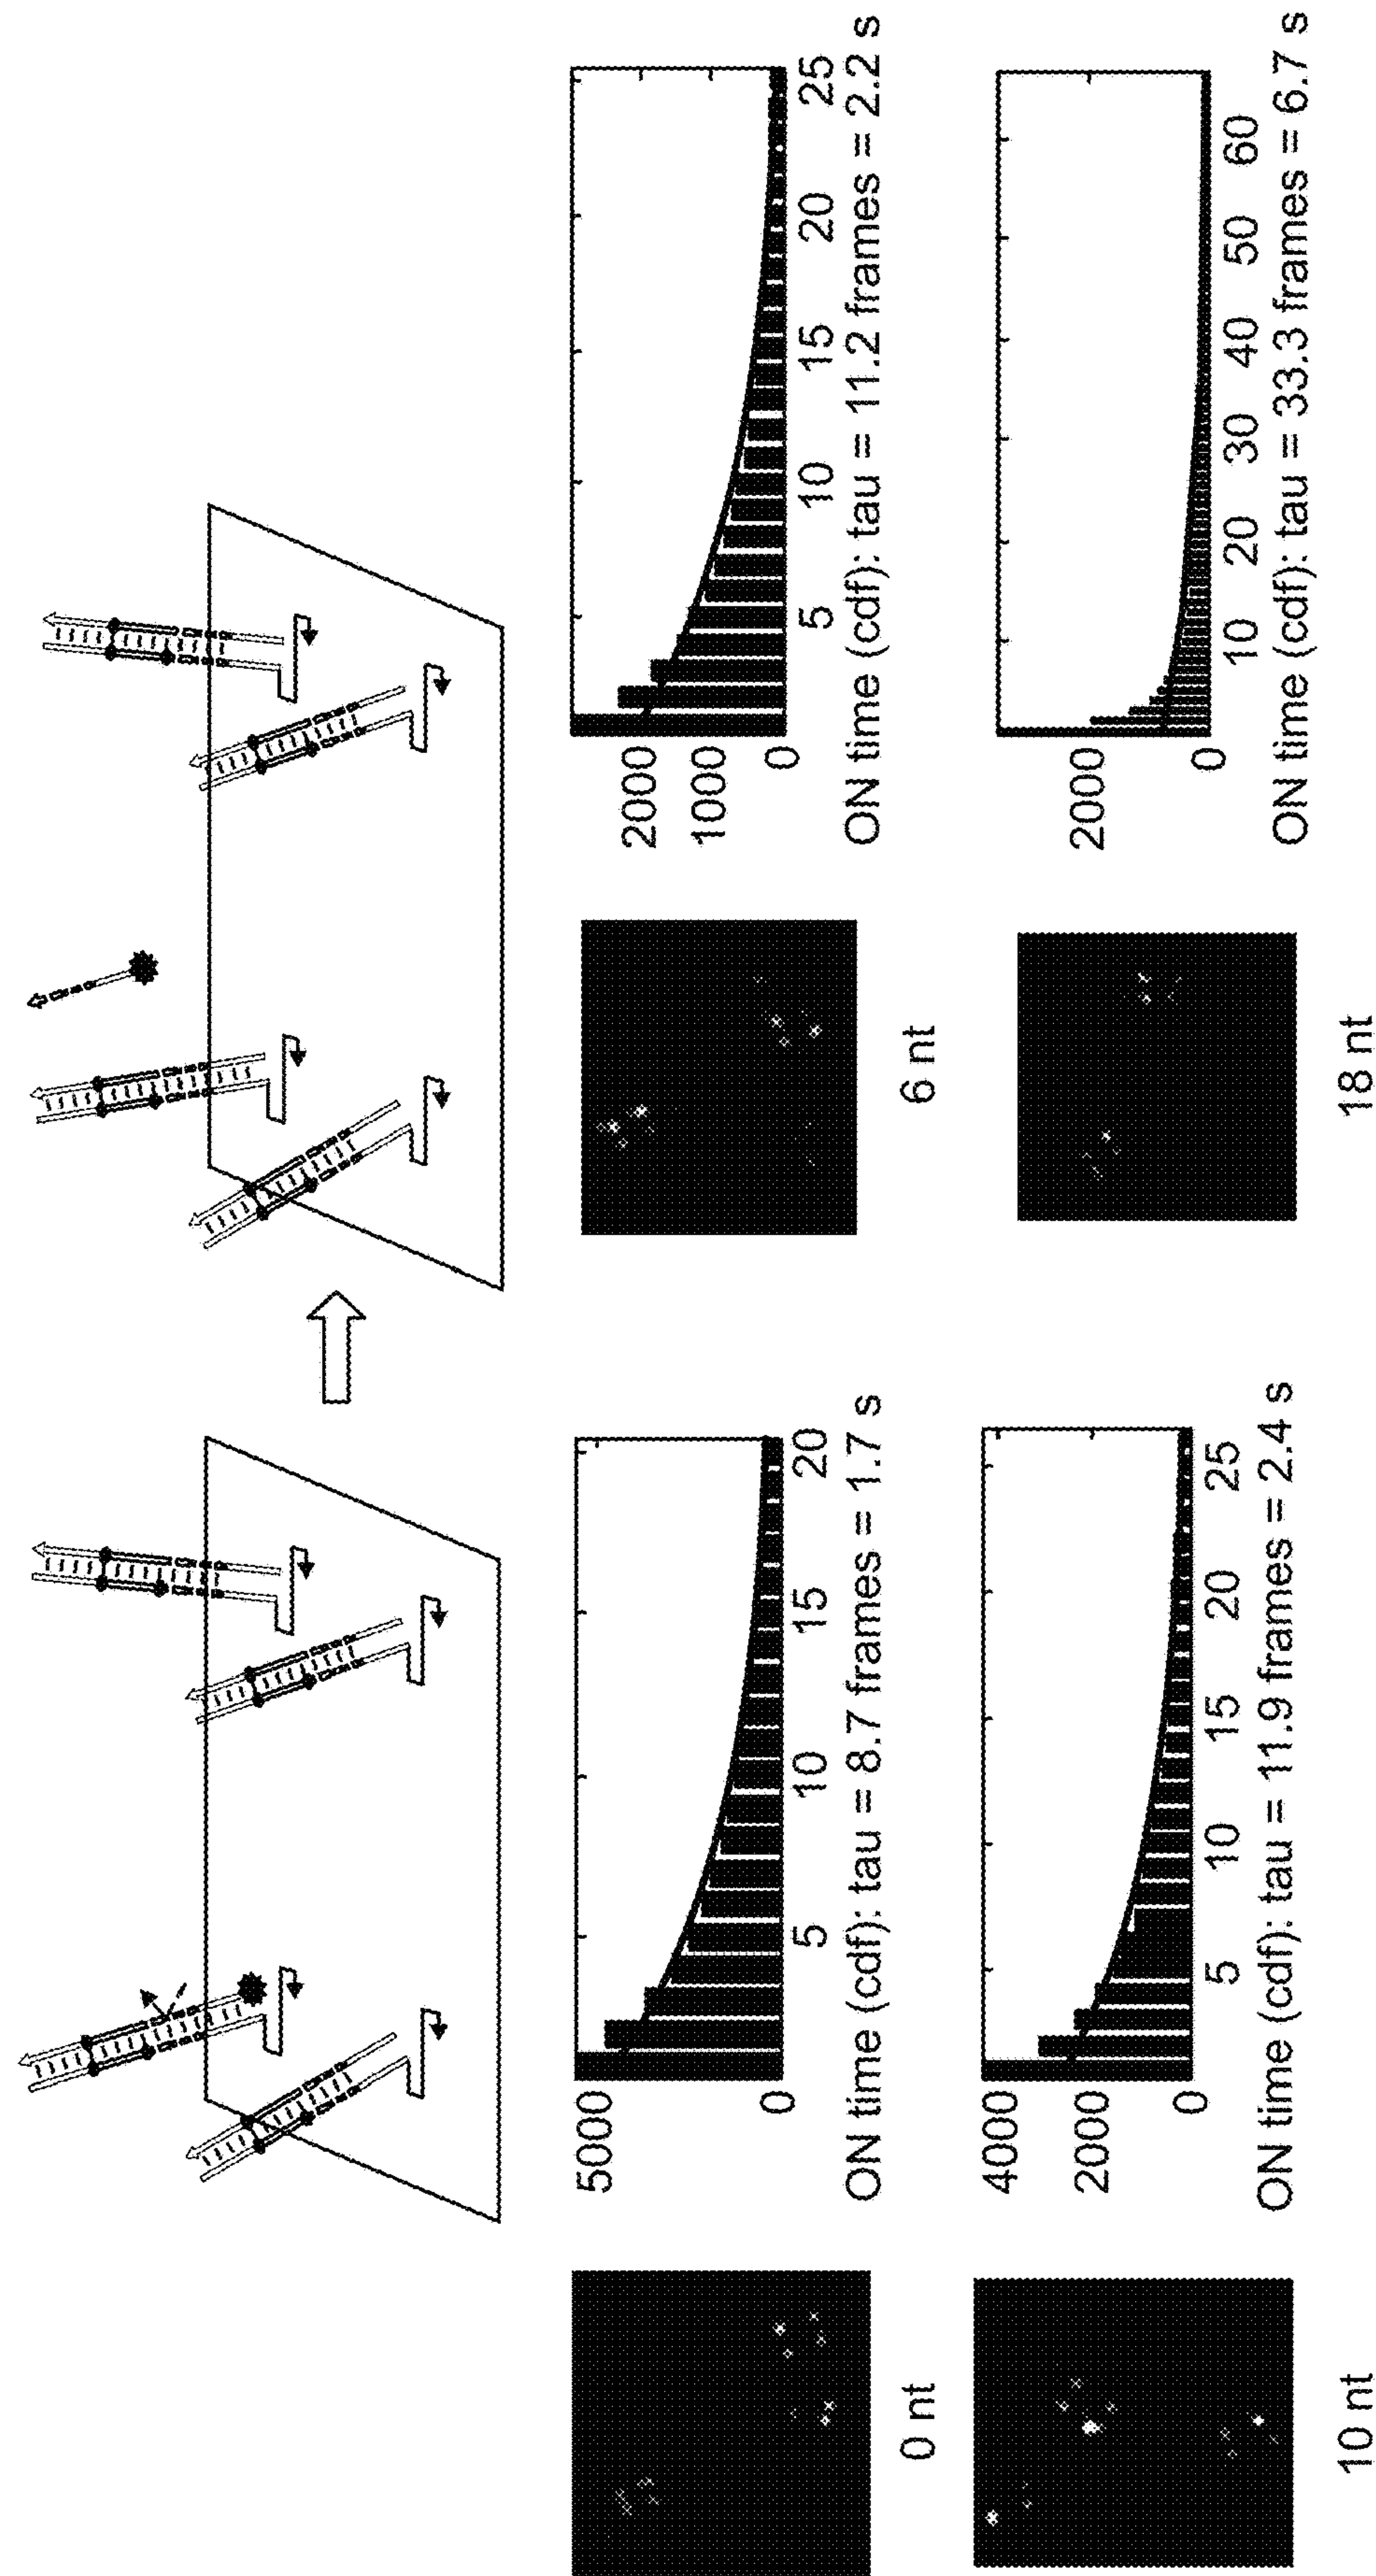 5000
0
5 10 15 20
ON time (cdf): tau = 8.7 frames = 1.7 s
0 nt
2000
1000
0
5 10 15 20 25
ON time (cdf): tau = 11.2 frames = 2.2 s
6 nt
4000
2000
0
5 10 15 20 25
ON time (cdf): tau = 11.9 frames = 2.4 s
10 nt
2000
0
10 20 30 40 50 60
ON time (cdf): tau = 33.3 frames = 6.7 s
18 nt